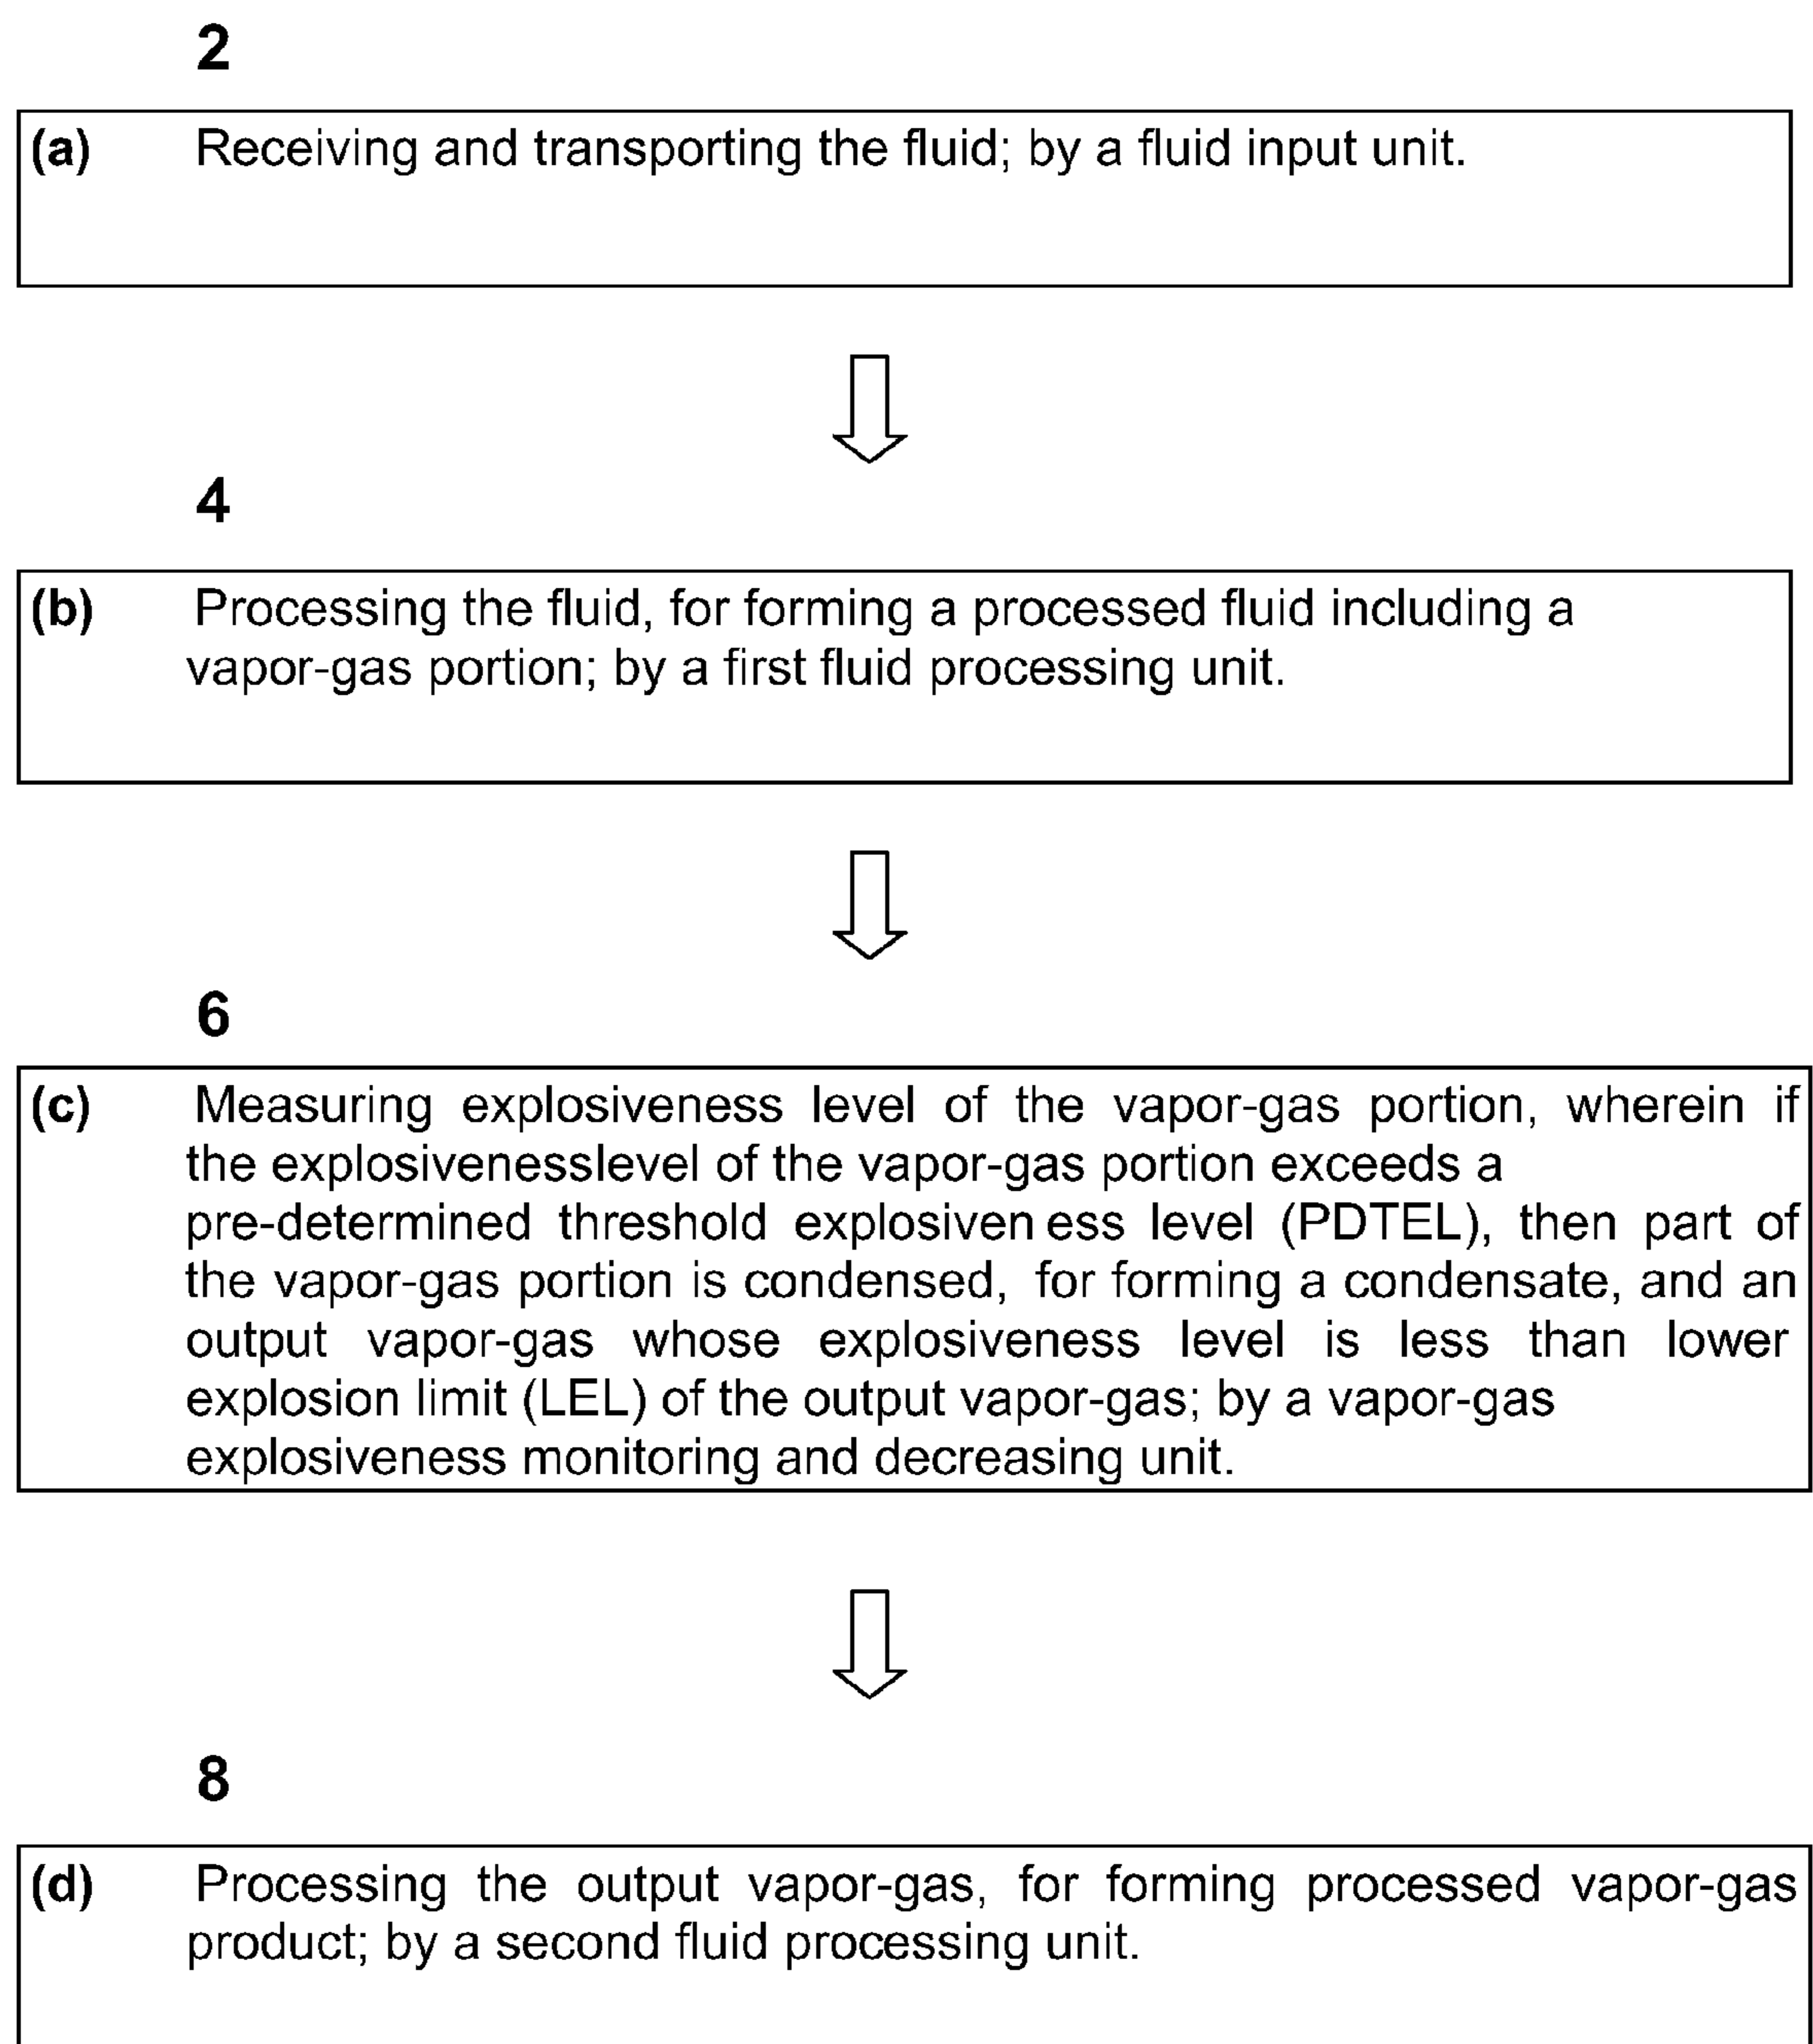 2
(a) Receiving and transporting the fluid; by a fluid input unit.
4
(b) Processing the fluid, for forming a processed fluid including a
vapor-gas portion; by a first fluid processing unit.
6
(c) Measuring explosiveness level of the vapor-gas portion, wherein if
the explosivenesslevel of the vapor-gas portion exceeds a
pre-determined threshold explosiven ess level (PDTEL), then part of
the vapor-gas portion is condensed, for forming a condensate, and an
output vapor-gas whose explosiveness level is less than lower
explosion limit (LEL) of the output vapor-gas; by a vapor-gas
explosiveness monitoring and decreasing unit.
8
(d) Processing the output vapor-gas, for forming processed vapor-gas
product; by a second fluid processing unit.